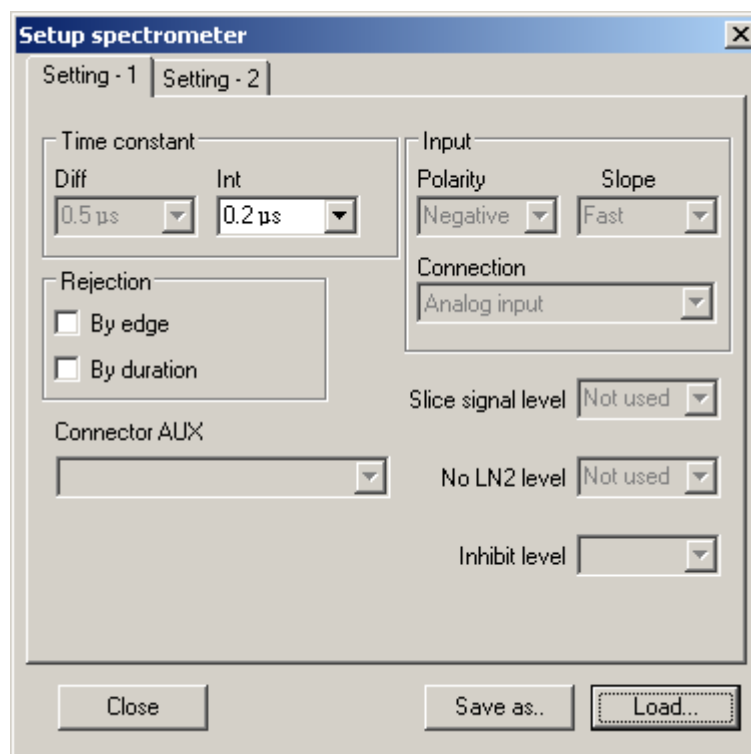 Setup spectrometer
Setting - 1 Setting - 2
Time constant
Diff Int
0.5 µs 0.2 µs
Input
Polarity Slope
Negative Fast
Connection
Analog input
Rejection
By edge
By duration
Connector AUX
Slice signal level Not used
No LN2 level Not used
Inhibit level
Close Save as.. Load...